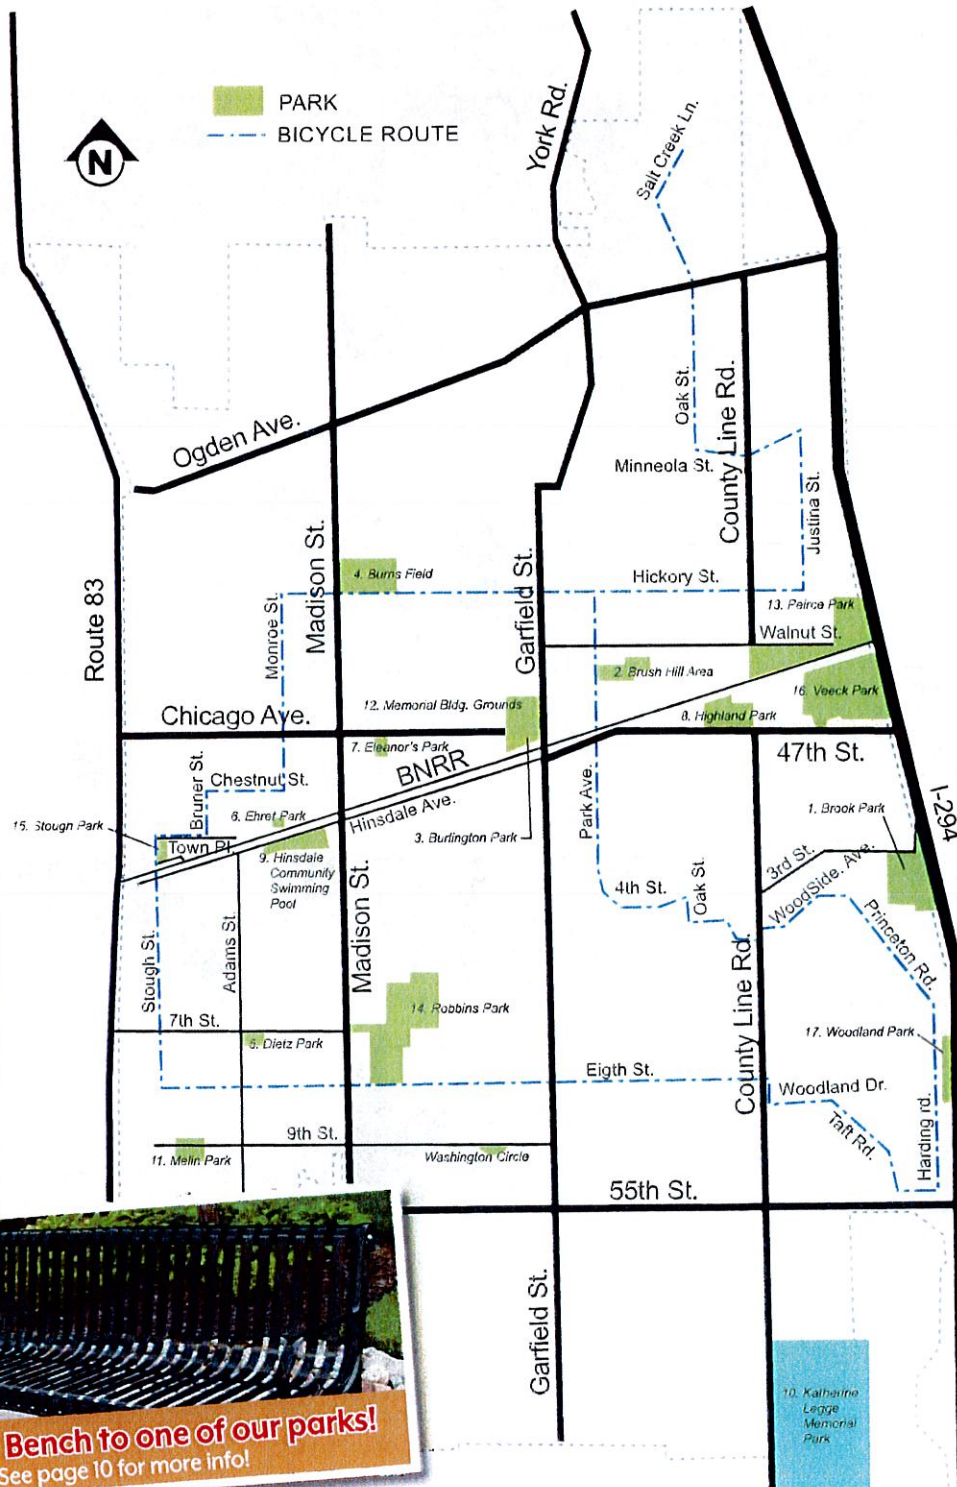 PARK
BICYCLE ROUTE
N
York Rd.
Salt Creek Ln.
Ogden Ave.
Oak St.
County Line Rd.
Minneola St.
Justina St.
Route 83
Madison St.
Garfield St.
4. Burns Field
Hickory St.
Monroe St.
13. Peirce Park
Walnut St.
2. Brush Hill Area
16. Veeck Park
12. Memorial Bldg. Grounds
8. Highland Park
Chicago Ave.
7. Eleanor's Park
47th St.
BNRR
Bruner St.
Chestnut St.
Hinsdale Ave.
Park Ave.
I-294
1. Brook Park
15. Stough Park
6. Ehret Park
3. Burlington Park
Town Pl.
9. Hinsdale
Community
Swimming
Pool
3rd St.
WoodSide. Ave.
4th St.
Oak St.
Princeton Rd.
Stough St.
Adams St.
Madison St.
County Line Rd.
14. Robbins Park
7th St.
5. Dietz Park
17. Woodland Park
Eigth St.
Woodland Dr.
Taft Rd.
Harding rd.
9th St.
11. Melin Park
Washington Circle
55th St.
Garfield St.
10. Katherine
Legge
Memorial
Park
Bench to one of our parks!
See page 10 for more info!